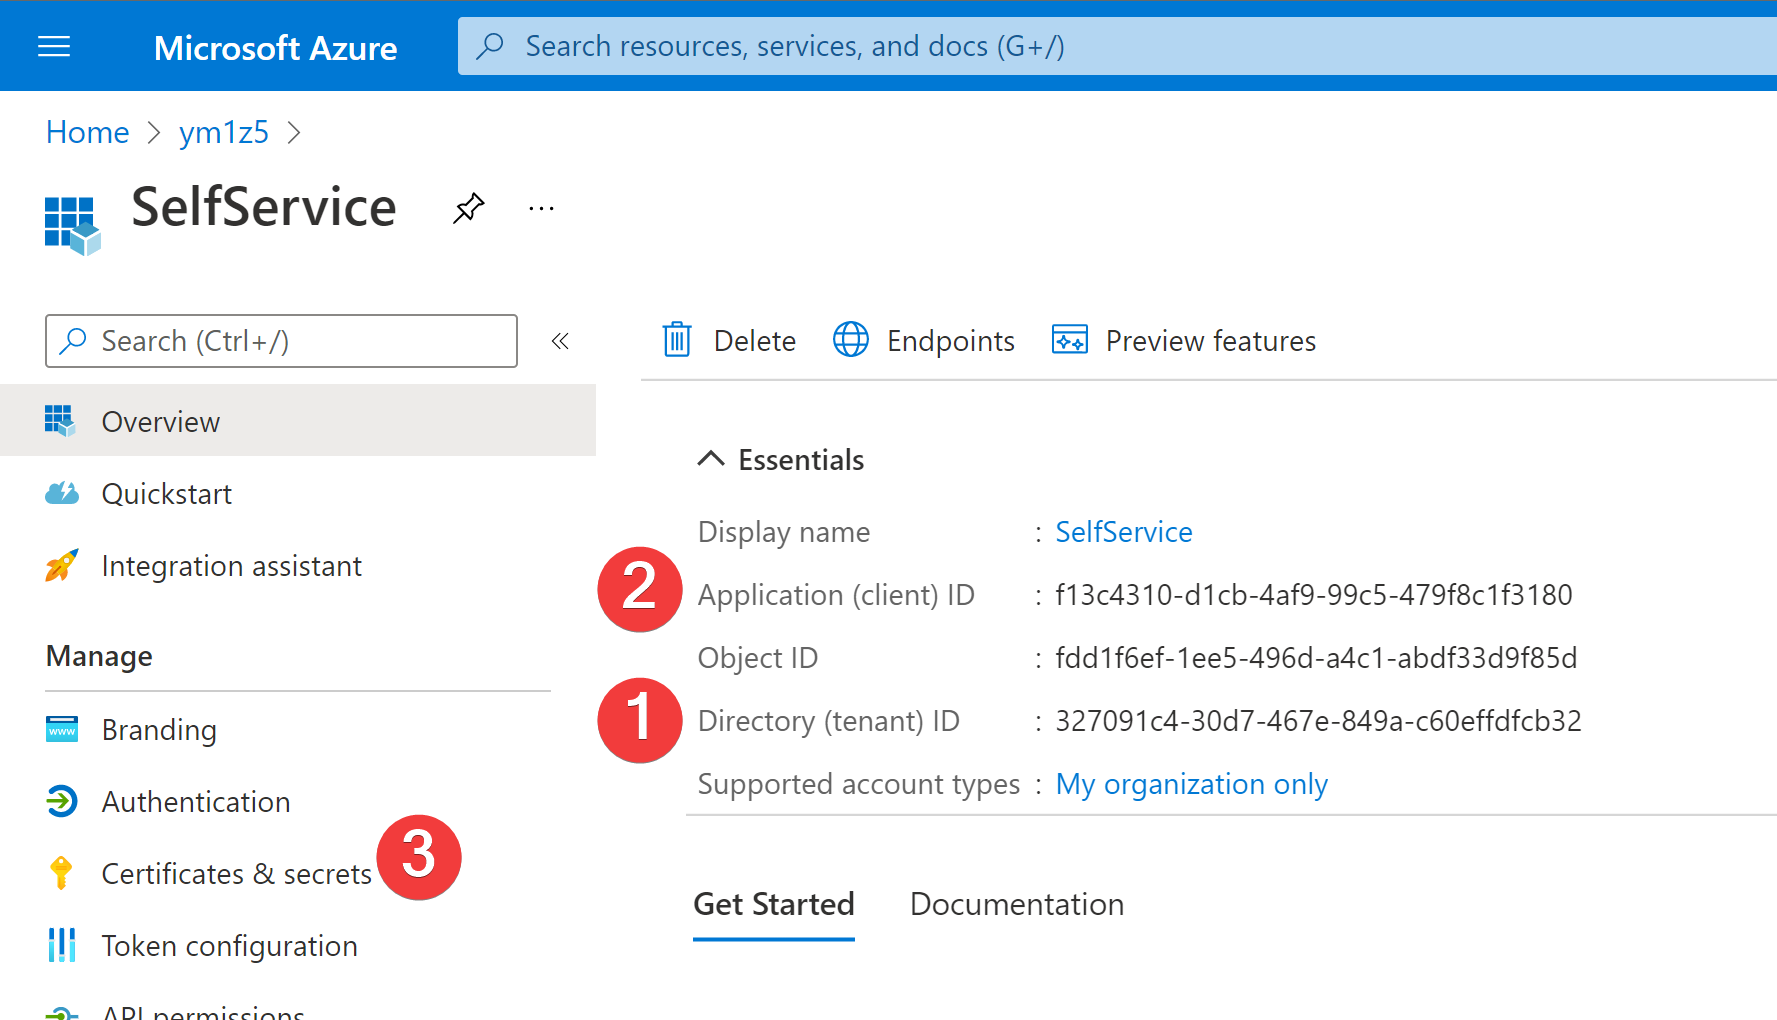 Microsoft Azure
Search resources, services, and docs (G+/)
Home > ym1z5 >
SelfService ...
Search (Ctrl+/) «
Overview
Quickstart
Integration assistant
Manage
Branding
Authentication
Certificates & secrets 3
Token configuration
API permissions
Delete Endpoints Preview features
Essentials
Display name : SelfService
2 Application (client) ID : f13c4310-d1cb-4af9-99c5-479f8c1f3180
Object ID : fdd1f6ef-1ee5-496d-a4c1-abdf33d9f85d
1 Directory (tenant) ID : 327091c4-30d7-467e-849a-c60effdfcb32
Supported account types : My organization only
Get Started Documentation